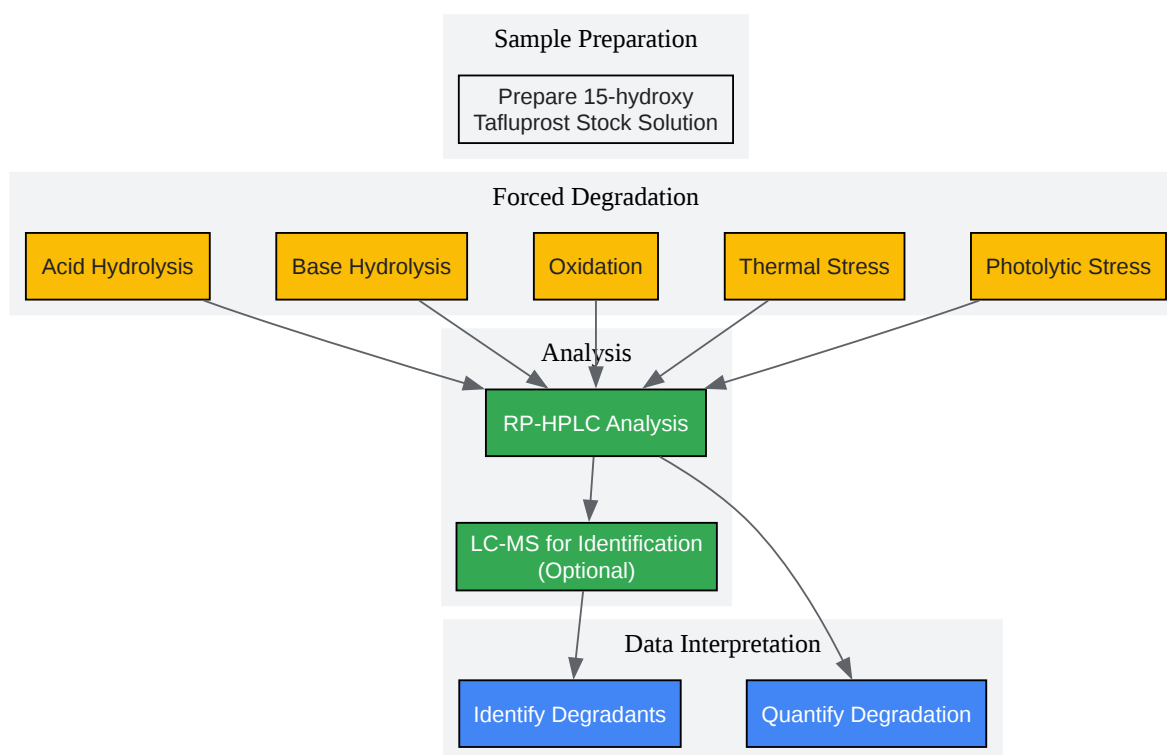 Sample Preparation
Prepare 15-hydroxy
Tafluprost Stock Solution
Forced Degradation
Acid Hydrolysis
Base Hydrolysis
Oxidation
Thermal Stress
Photolytic Stress
Analysis
RP-HPLC Analysis
LC-MS for Identification
(Optional)
Data Interpretation
Identify Degradants
Quantify Degradation